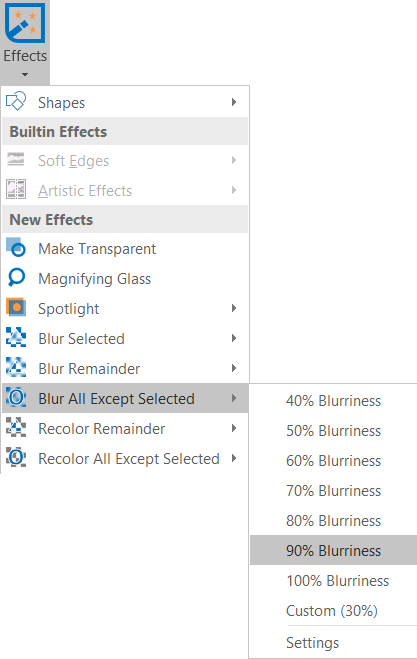 Effects
Shapes
Builtin Effects
Soft Edges
Artistic Effects
New Effects
Make Transparent
Magnifying Glass
Spotlight
Blur Selected
Blur Remainder
Blur All Except Selected
Recolor Remainder
Recolor All Except Selected
40% Blurriness
50% Blurriness
60% Blurriness
70% Blurriness
80% Blurriness
90% Blurriness
100% Blurriness
Custom (30%)
Settings